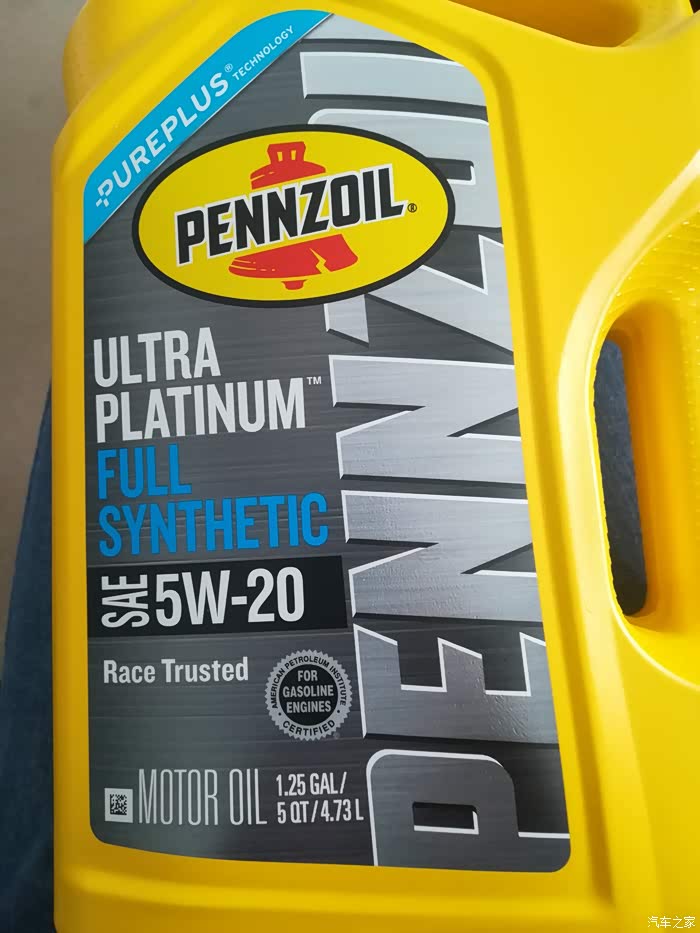 PUREPLUS® TECHNOLOGY
PENNZOIL®
ULTRA
PLATINUM™
FULL
SYNTHETIC
SAE 5W-20
Race Trusted
AMERICAN PETROLEUM INSTITUTE
FOR
GASOLINE
ENGINES
CERTIFIED
MOTOR OIL
1.25 GAL/
5 QT/4.73L
PENNZOIL
汽车之家